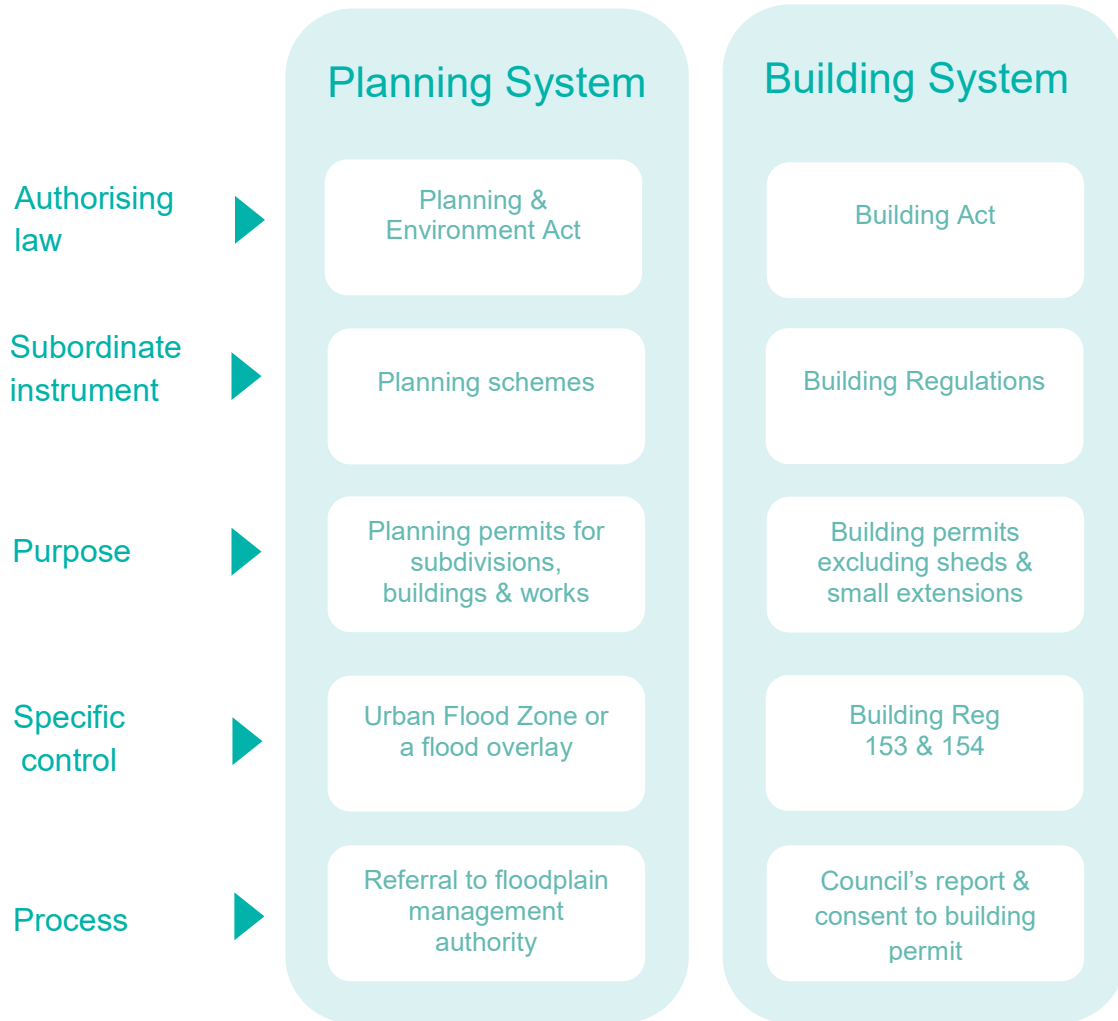 Planning System
Building System
Authorising
law
Planning &
Environment Act
Building Act
Subordinate
instrument
Planning schemes
Building Regulations
Purpose
Planning permits for
subdivisions,
buildings & works
Building permits
excluding sheds &
small extensions
Specific
control
Urban Flood Zone or
a flood overlay
Building Reg
153 & 154
Process
Referral to floodplain
management
authority
Council’s report &
consent to building
permit